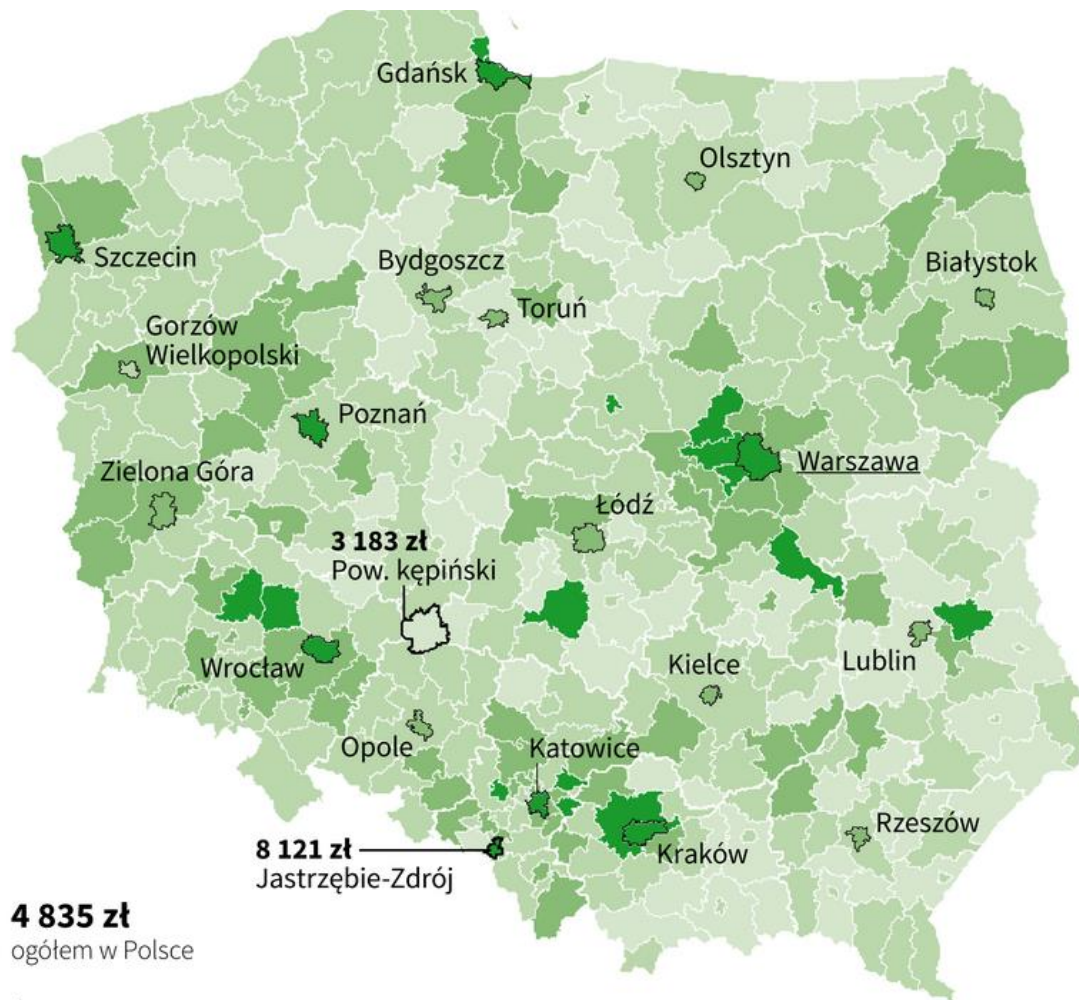 Gdańsk
Olsztyn
Szczecin
Bydgoszcz
Białystok
Toruń
Gorzów
Wielkopolski
Poznań
Warszawa
Zielona Góra
Łódź
3 183 zł
Pow. kępiński
Wrocław
Kielce
Lublin
Opole
Katowice
Rzeszów
Kraków
8 121 zł
Jastrzębie-Zdrój
4 835 zł
ogółem w Polsce